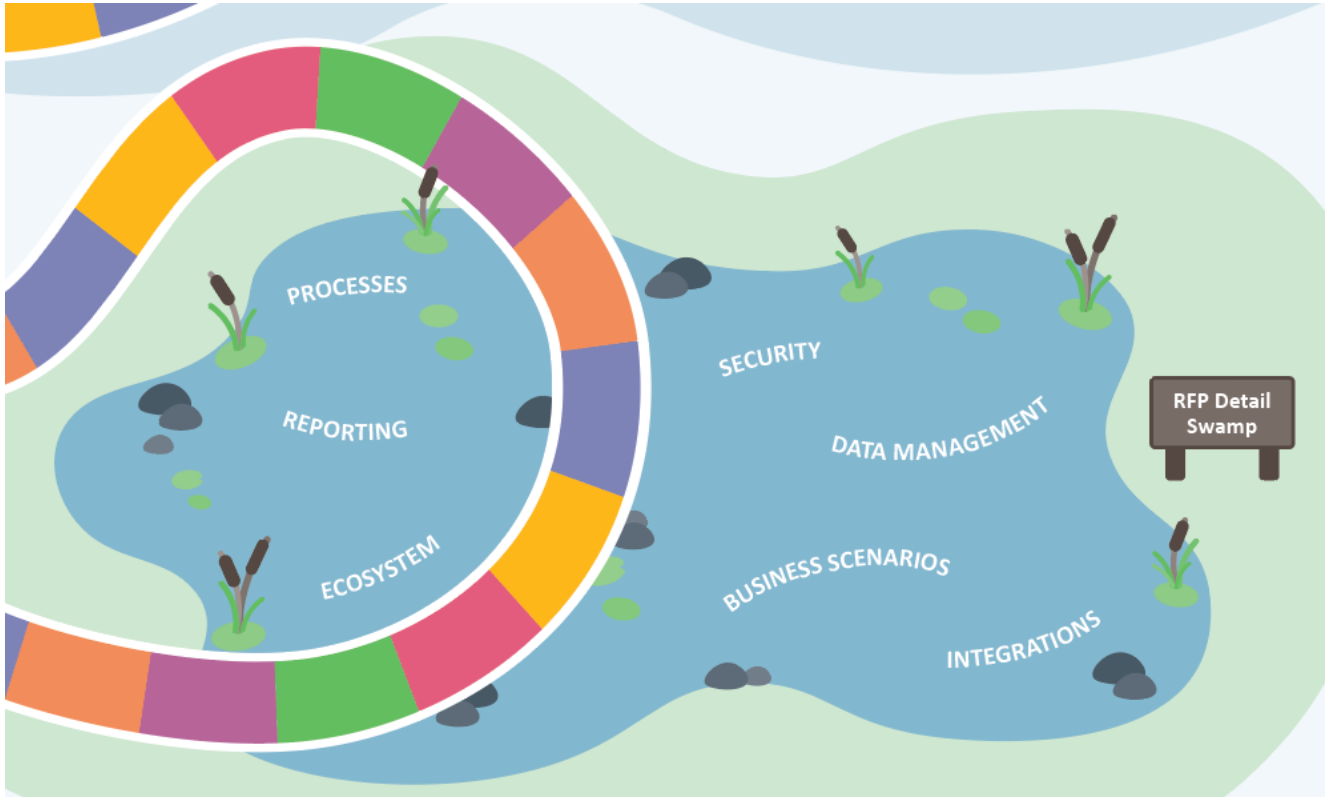 PROCESSES
SECURITY
RFP Detail
Swamp
REPORTING
DATA MANAGEMENT
ECOSYSTEM
BUSINESS SCENARIOS
INTEGRATIONS